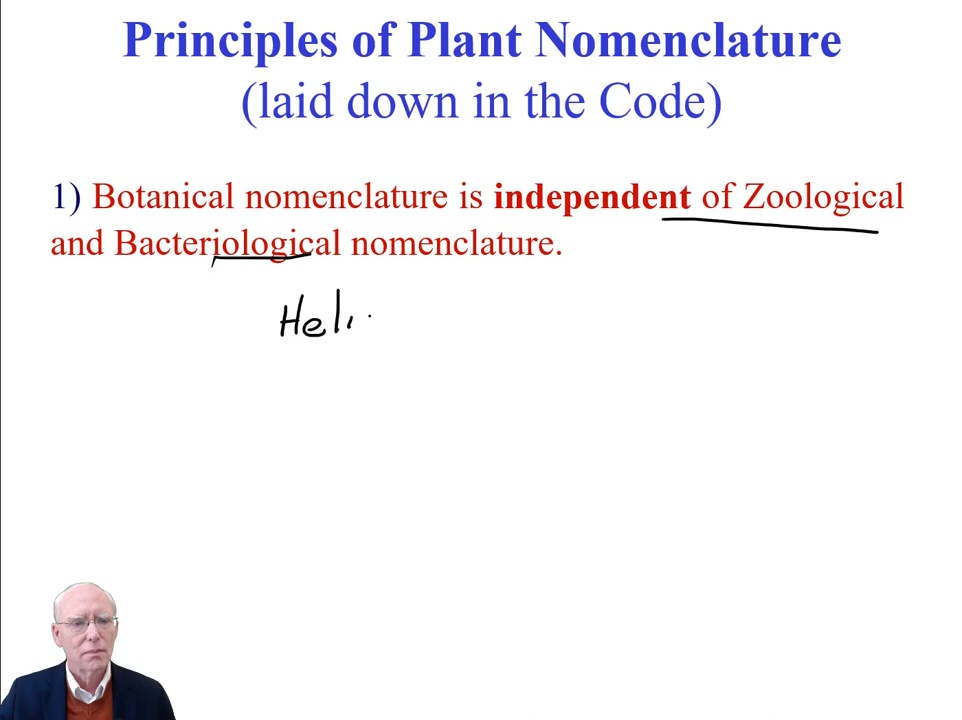 Principles of Plant Nomenclature
(laid down in the Code)
1) Botanical nomenclature is independent of Zoological
and Bacteriological nomenclature.
Heli